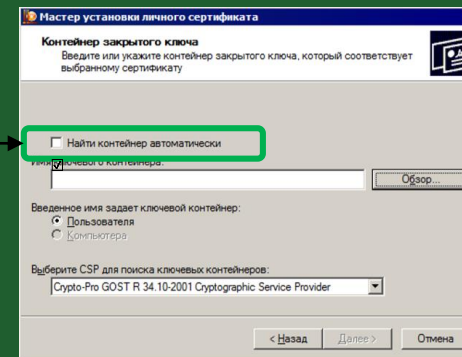 Мастер установки личного сертификата
Контейнер закрытого ключа
Введите или укажите контейнер закрытого ключа, который соответствует
выбранному сертификату
Найти контейнер автоматически
ключевого контейнера:
Обзор...
Введенное имя задает ключевой контейнер:
Пользователя
Компьютера
Выберите CSP для поиска ключевых контейнеров:
Crypto-Pro GOST R 34.10-2001 Cryptographic Service Provider
< Назад
Далее >
Отмена